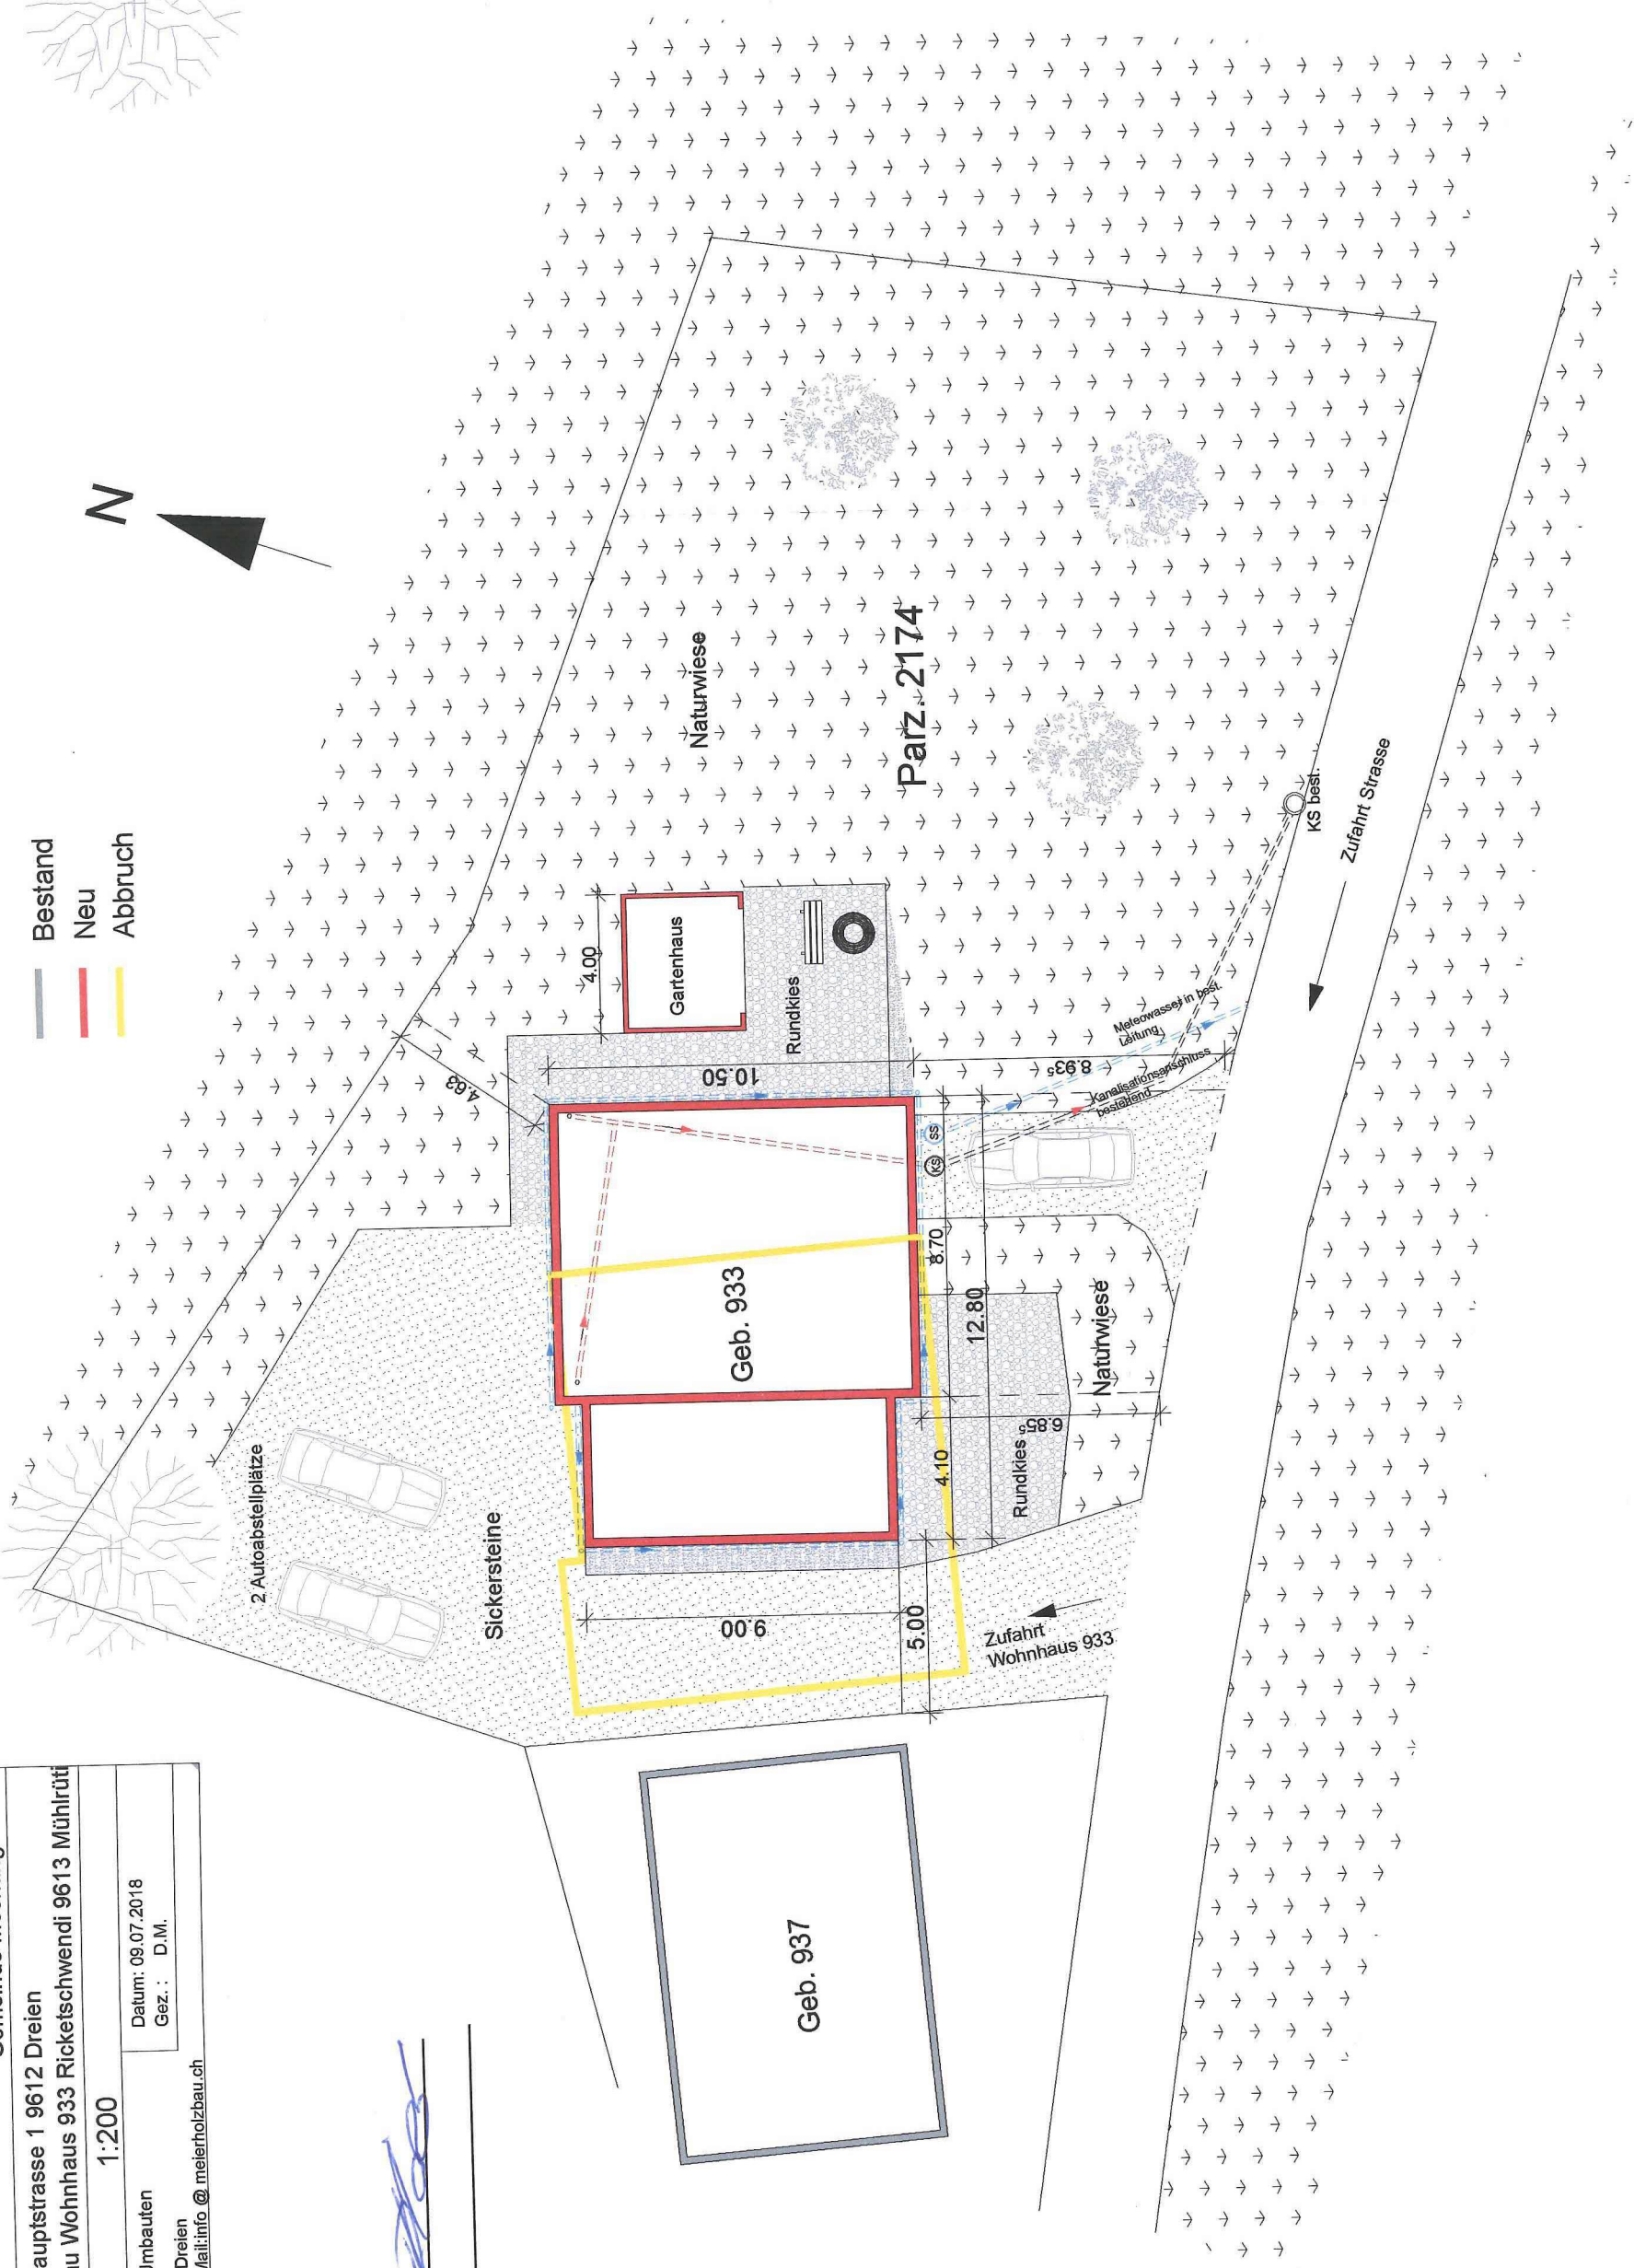 Hauptstrasse 1 9612 Dreien
Wohnhaus 933 Ricketschwendi 9613 Mühlrüti
1:200
Umbauten
Datum: 09.07.2018
Gez. : D.M.
Dreien
Mail:info @ meierholzbau.ch
Bestand
Neu
Abbruch
N
2 Autoabstellplätze
Sickersteine
4.63
4.00
Gartenhaus
Rundkies
Naturwiese
Parz. 2174
10.50
8.93⁵
Geb. 933
SS
KS
Meteowasser in best.
Leitung
Kanalisationsanschluss
bestehend
KS best.
Zufahrt Strasse
8.70
12.80
4.10
6.85⁵
Rundkies
Naturwiese
9.00
5.00
Zufahrt
Wohnhaus 933
Geb. 937